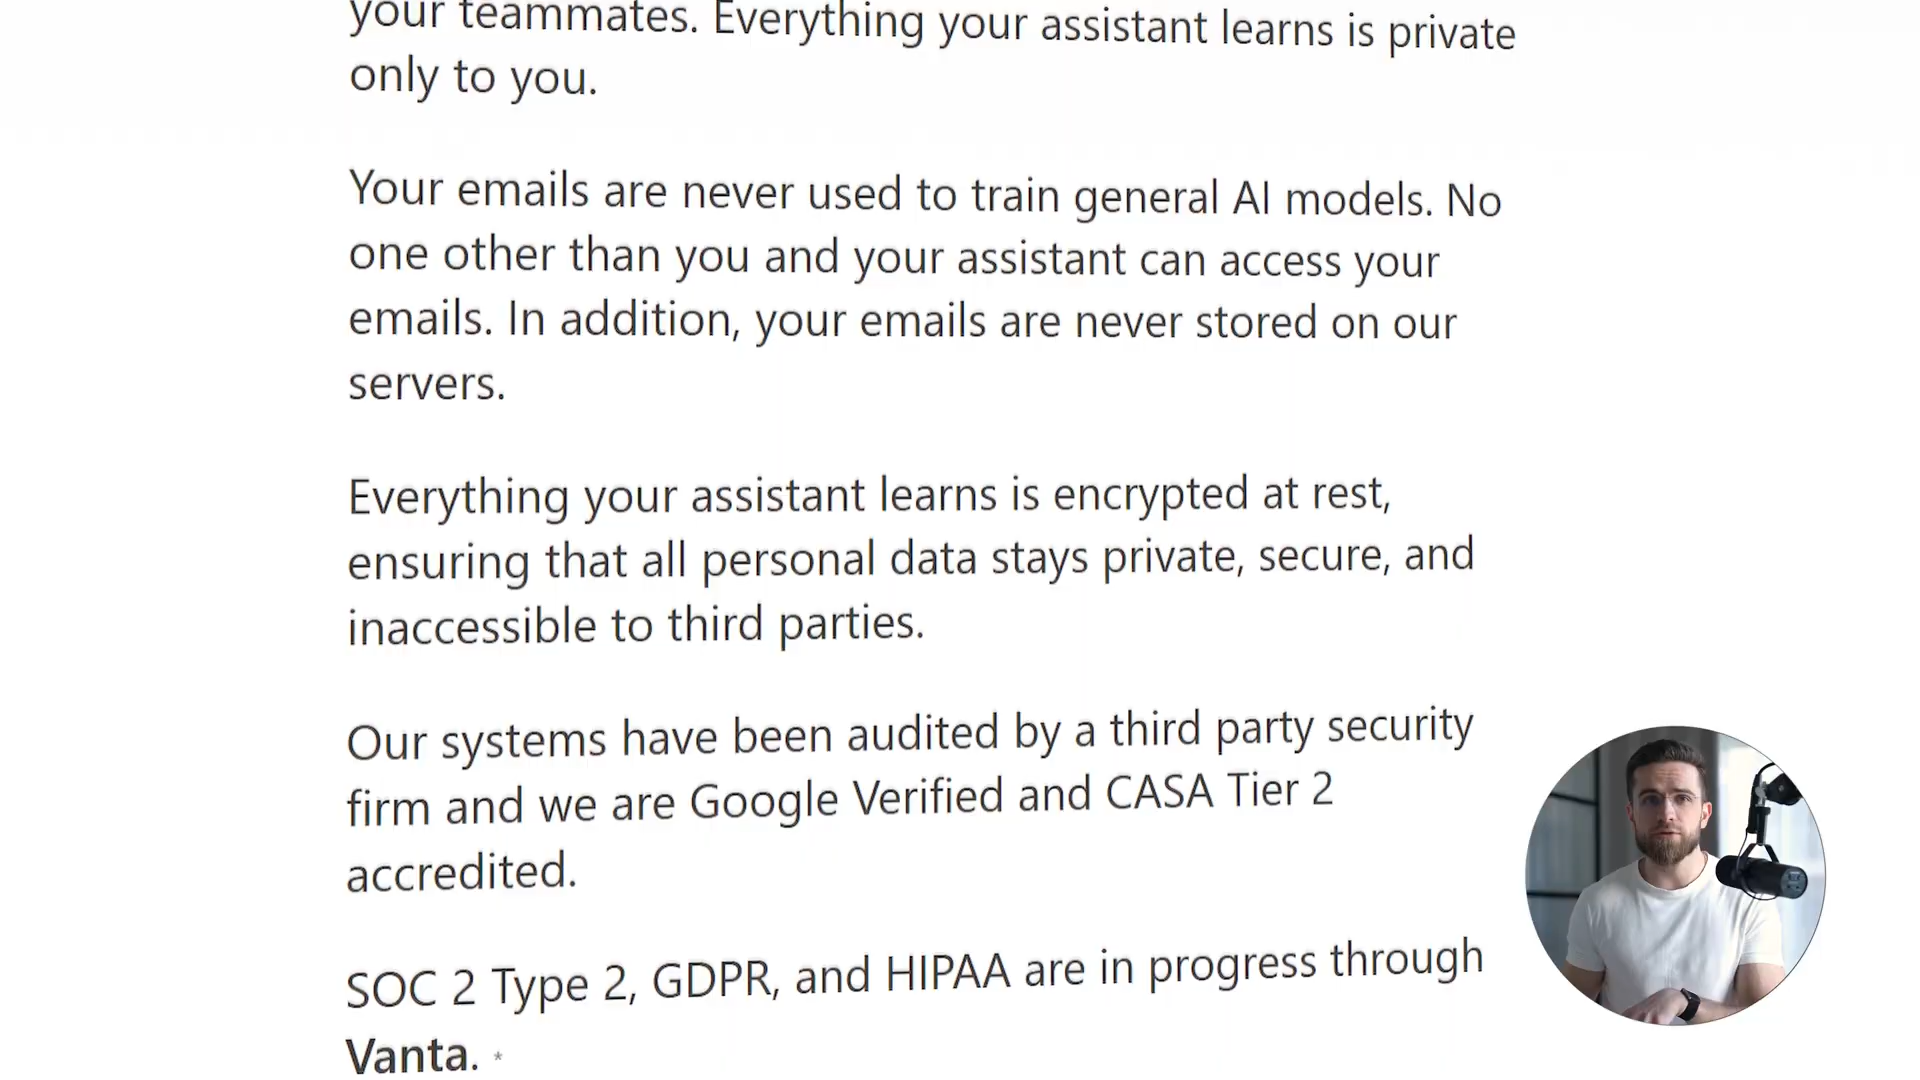 your teammates. Everything your assistant learns is private
only to you.
Your emails are never used to train general AI models. No
one other than you and your assistant can access your
emails. In addition, your emails are never stored on our
servers.
Everything your assistant learns is encrypted at rest,
ensuring that all personal data stays private, secure, and
inaccessible to third parties.
Our systems have been audited by a third party security
firm and we are Google Verified and CASA Tier 2
accredited.
SOC 2 Type 2, GDPR, and HIPAA are in progress through
Vanta. *